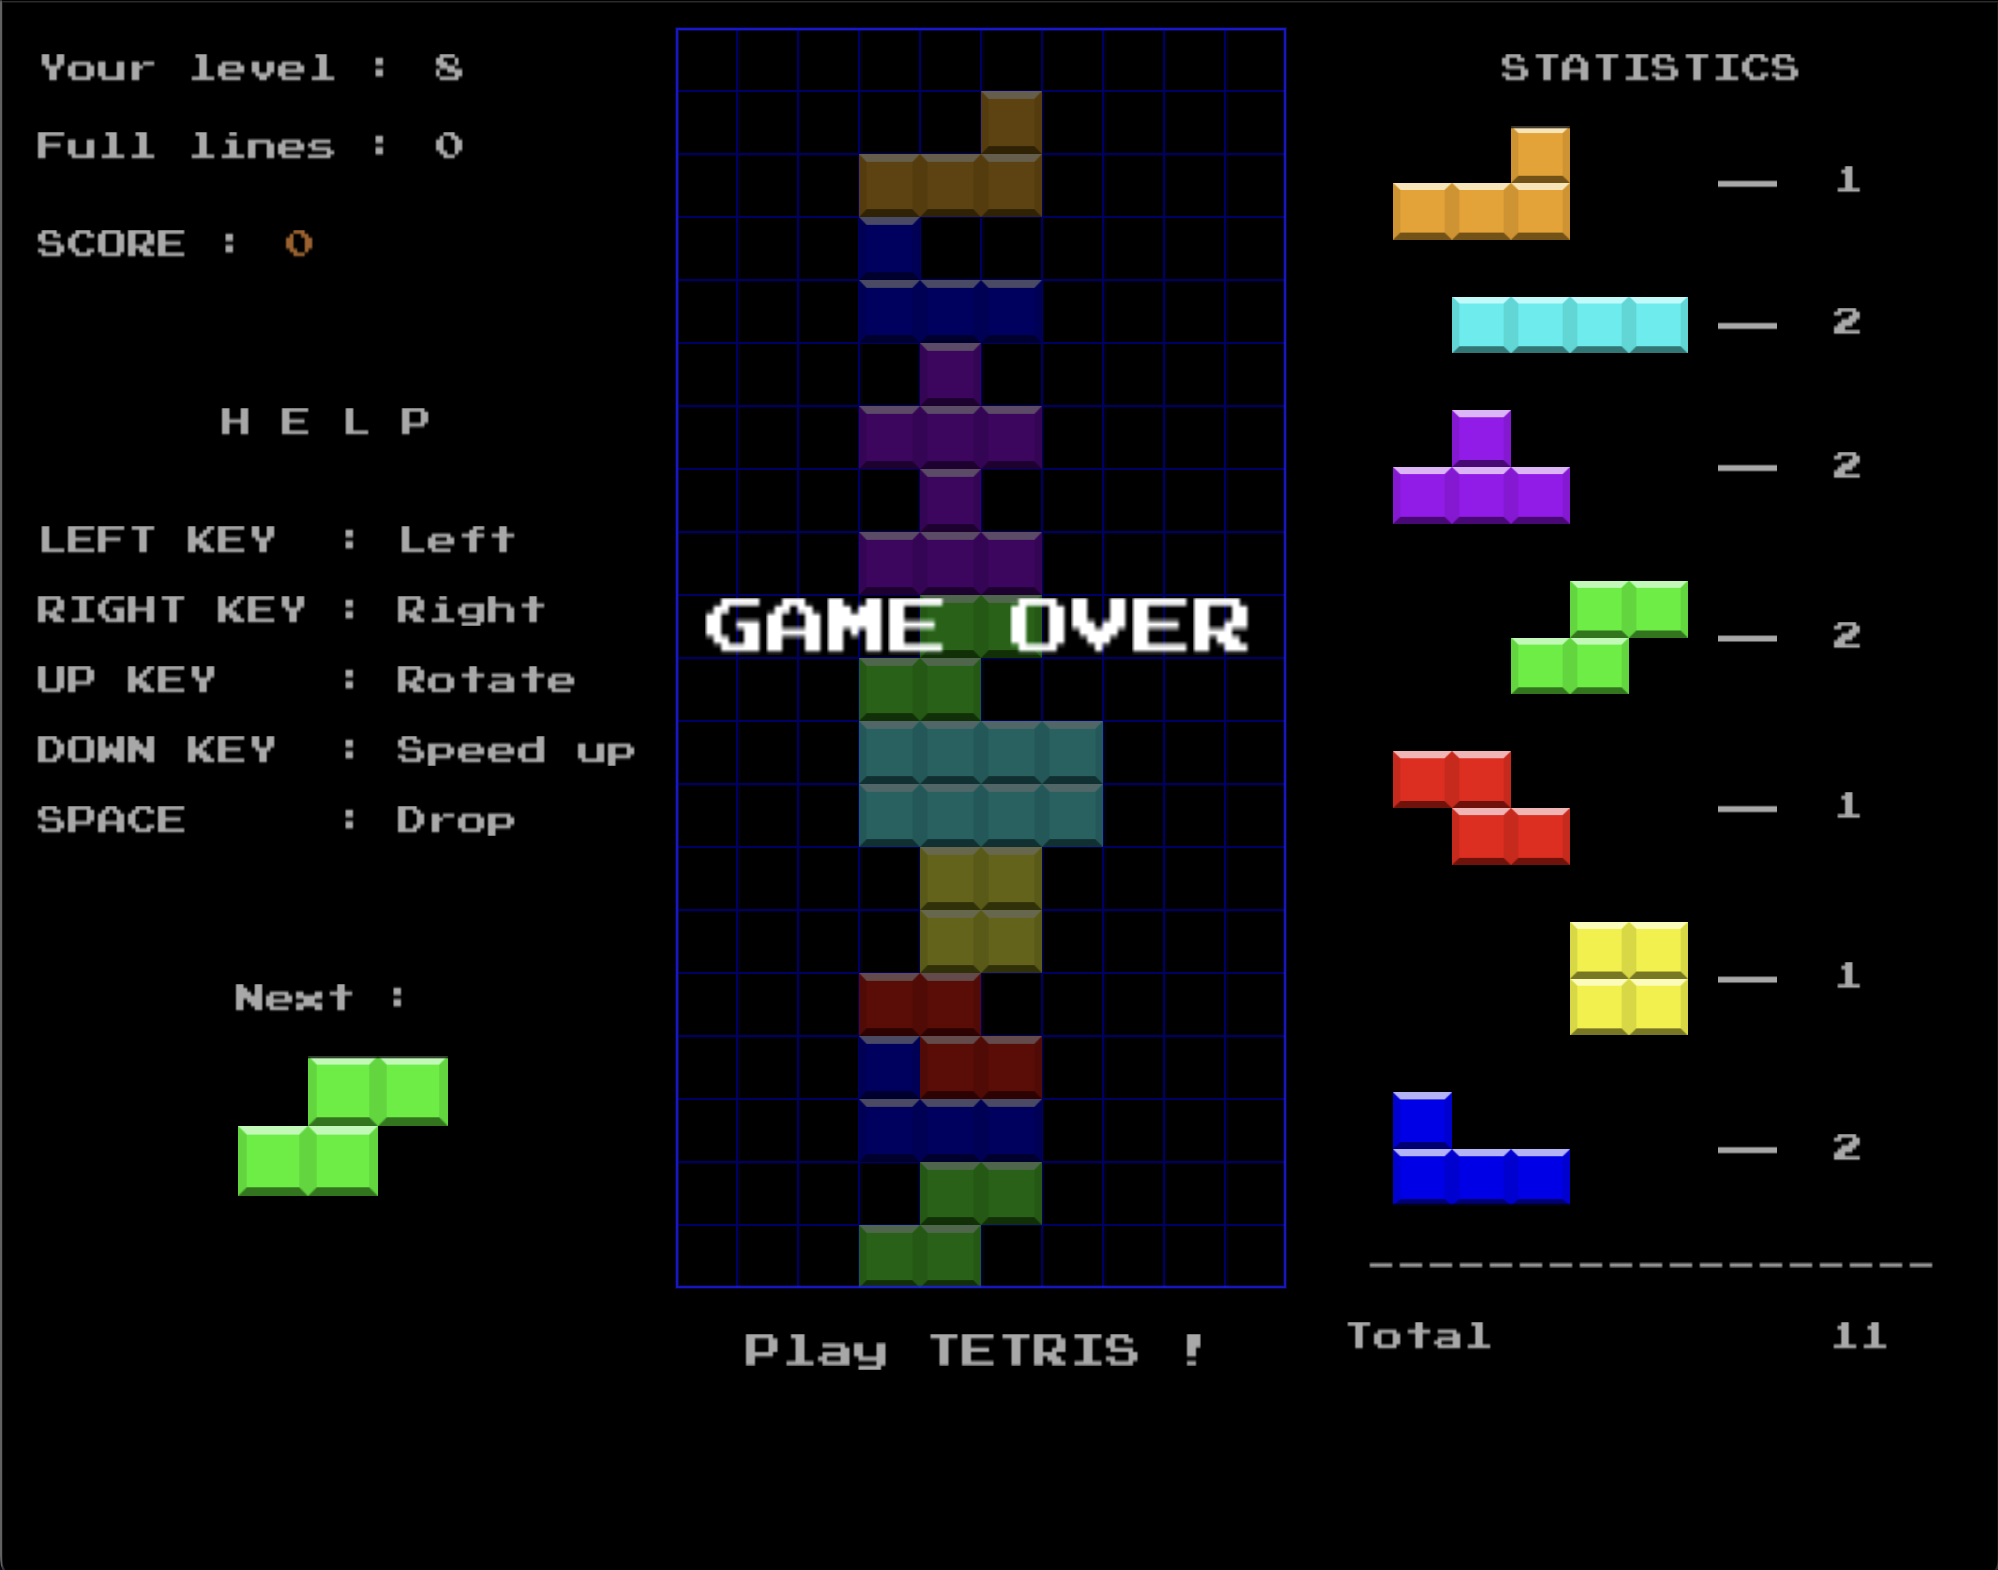 Your level : 8
Full lines : 0
SCORE : 0
H E L P
LEFT KEY : Left
RIGHT KEY : Right
UP KEY : Rotate
DOWN KEY : Speed up
SPACE : Drop
Next :
GAME OVER
Play TETRIS !
STATISTICS
— 1
— 2
— 2
— 2
— 1
— 1
— 2
-------------------
Total 11